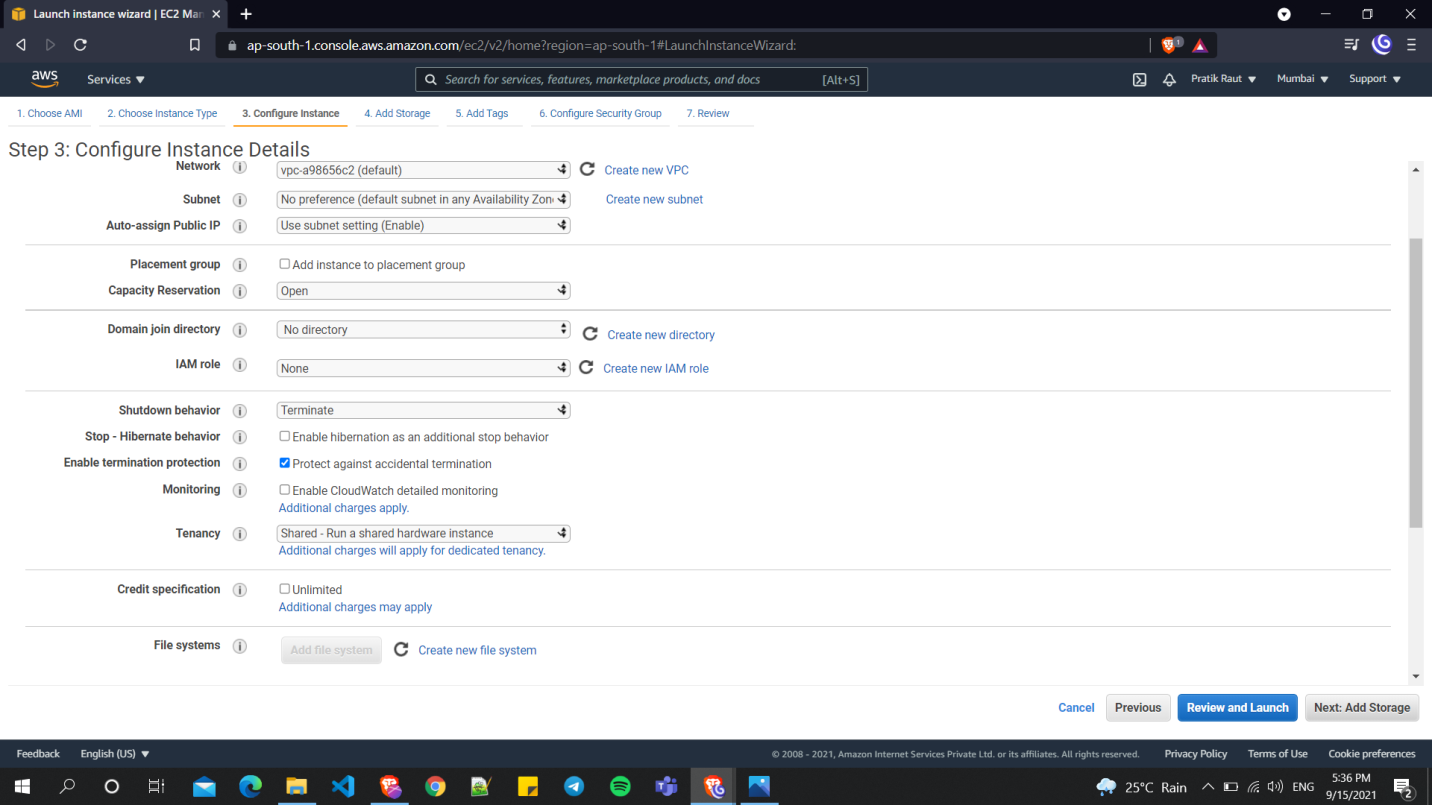 Launch instance wizard | EC2 Man
ap-south-1.console.aws.amazon.com/ec2/v2/home?region=ap-south-1#LaunchInstanceWizard:
1
aws Services Search for services, features, marketplace products, and docs [Alt+S] Pratik Raut Mumbai Support
1. Choose AMI 2. Choose Instance Type 3. Configure Instance 4. Add Storage 5. Add Tags 6. Configure Security Group 7. Review
Step 3: Configure Instance Details
Network i vpc-a98656c2 (default) Create new VPC
Subnet i No preference (default subnet in any Availability Zon Create new subnet
Auto-assign Public IP i Use subnet setting (Enable)
Placement group i Add instance to placement group
Capacity Reservation i Open
Domain join directory i No directory Create new directory
IAM role i None Create new IAM role
Shutdown behavior i Terminate
Stop - Hibernate behavior i Enable hibernation as an additional stop behavior
Enable termination protection i Protect against accidental termination
Monitoring i Enable CloudWatch detailed monitoring
Additional charges apply.
Tenancy i Shared - Run a shared hardware instance
Additional charges will apply for dedicated tenancy.
Credit specification i Unlimited
Additional charges may apply
File systems i Add file system Create new file system
Cancel Previous Review and Launch Next: Add Storage
Feedback English (US) © 2008 - 2021, Amazon Internet Services Private Ltd. or its affiliates. All rights reserved. Privacy Policy Terms of Use Cookie preferences
25°C Rain ENG 5:36 PM
9/15/2021 2